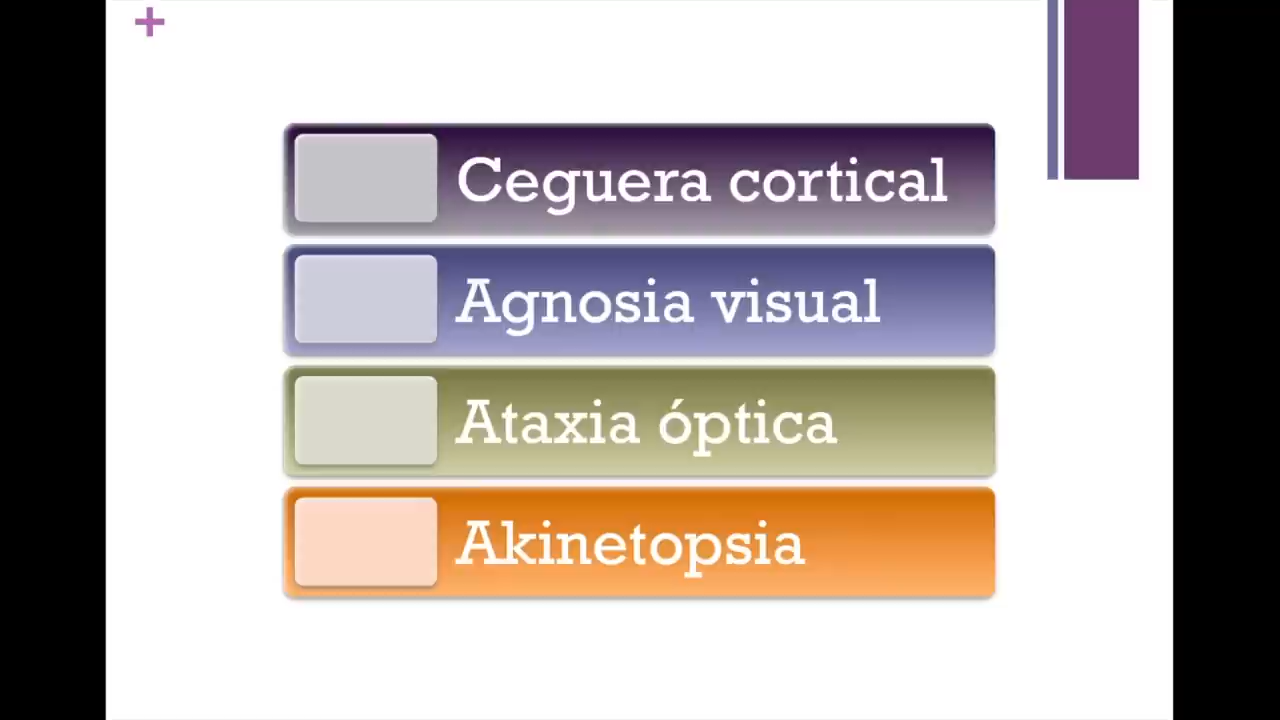 +
Ceguera cortical
Agnosia visual
Ataxia óptica
Akinetopsia